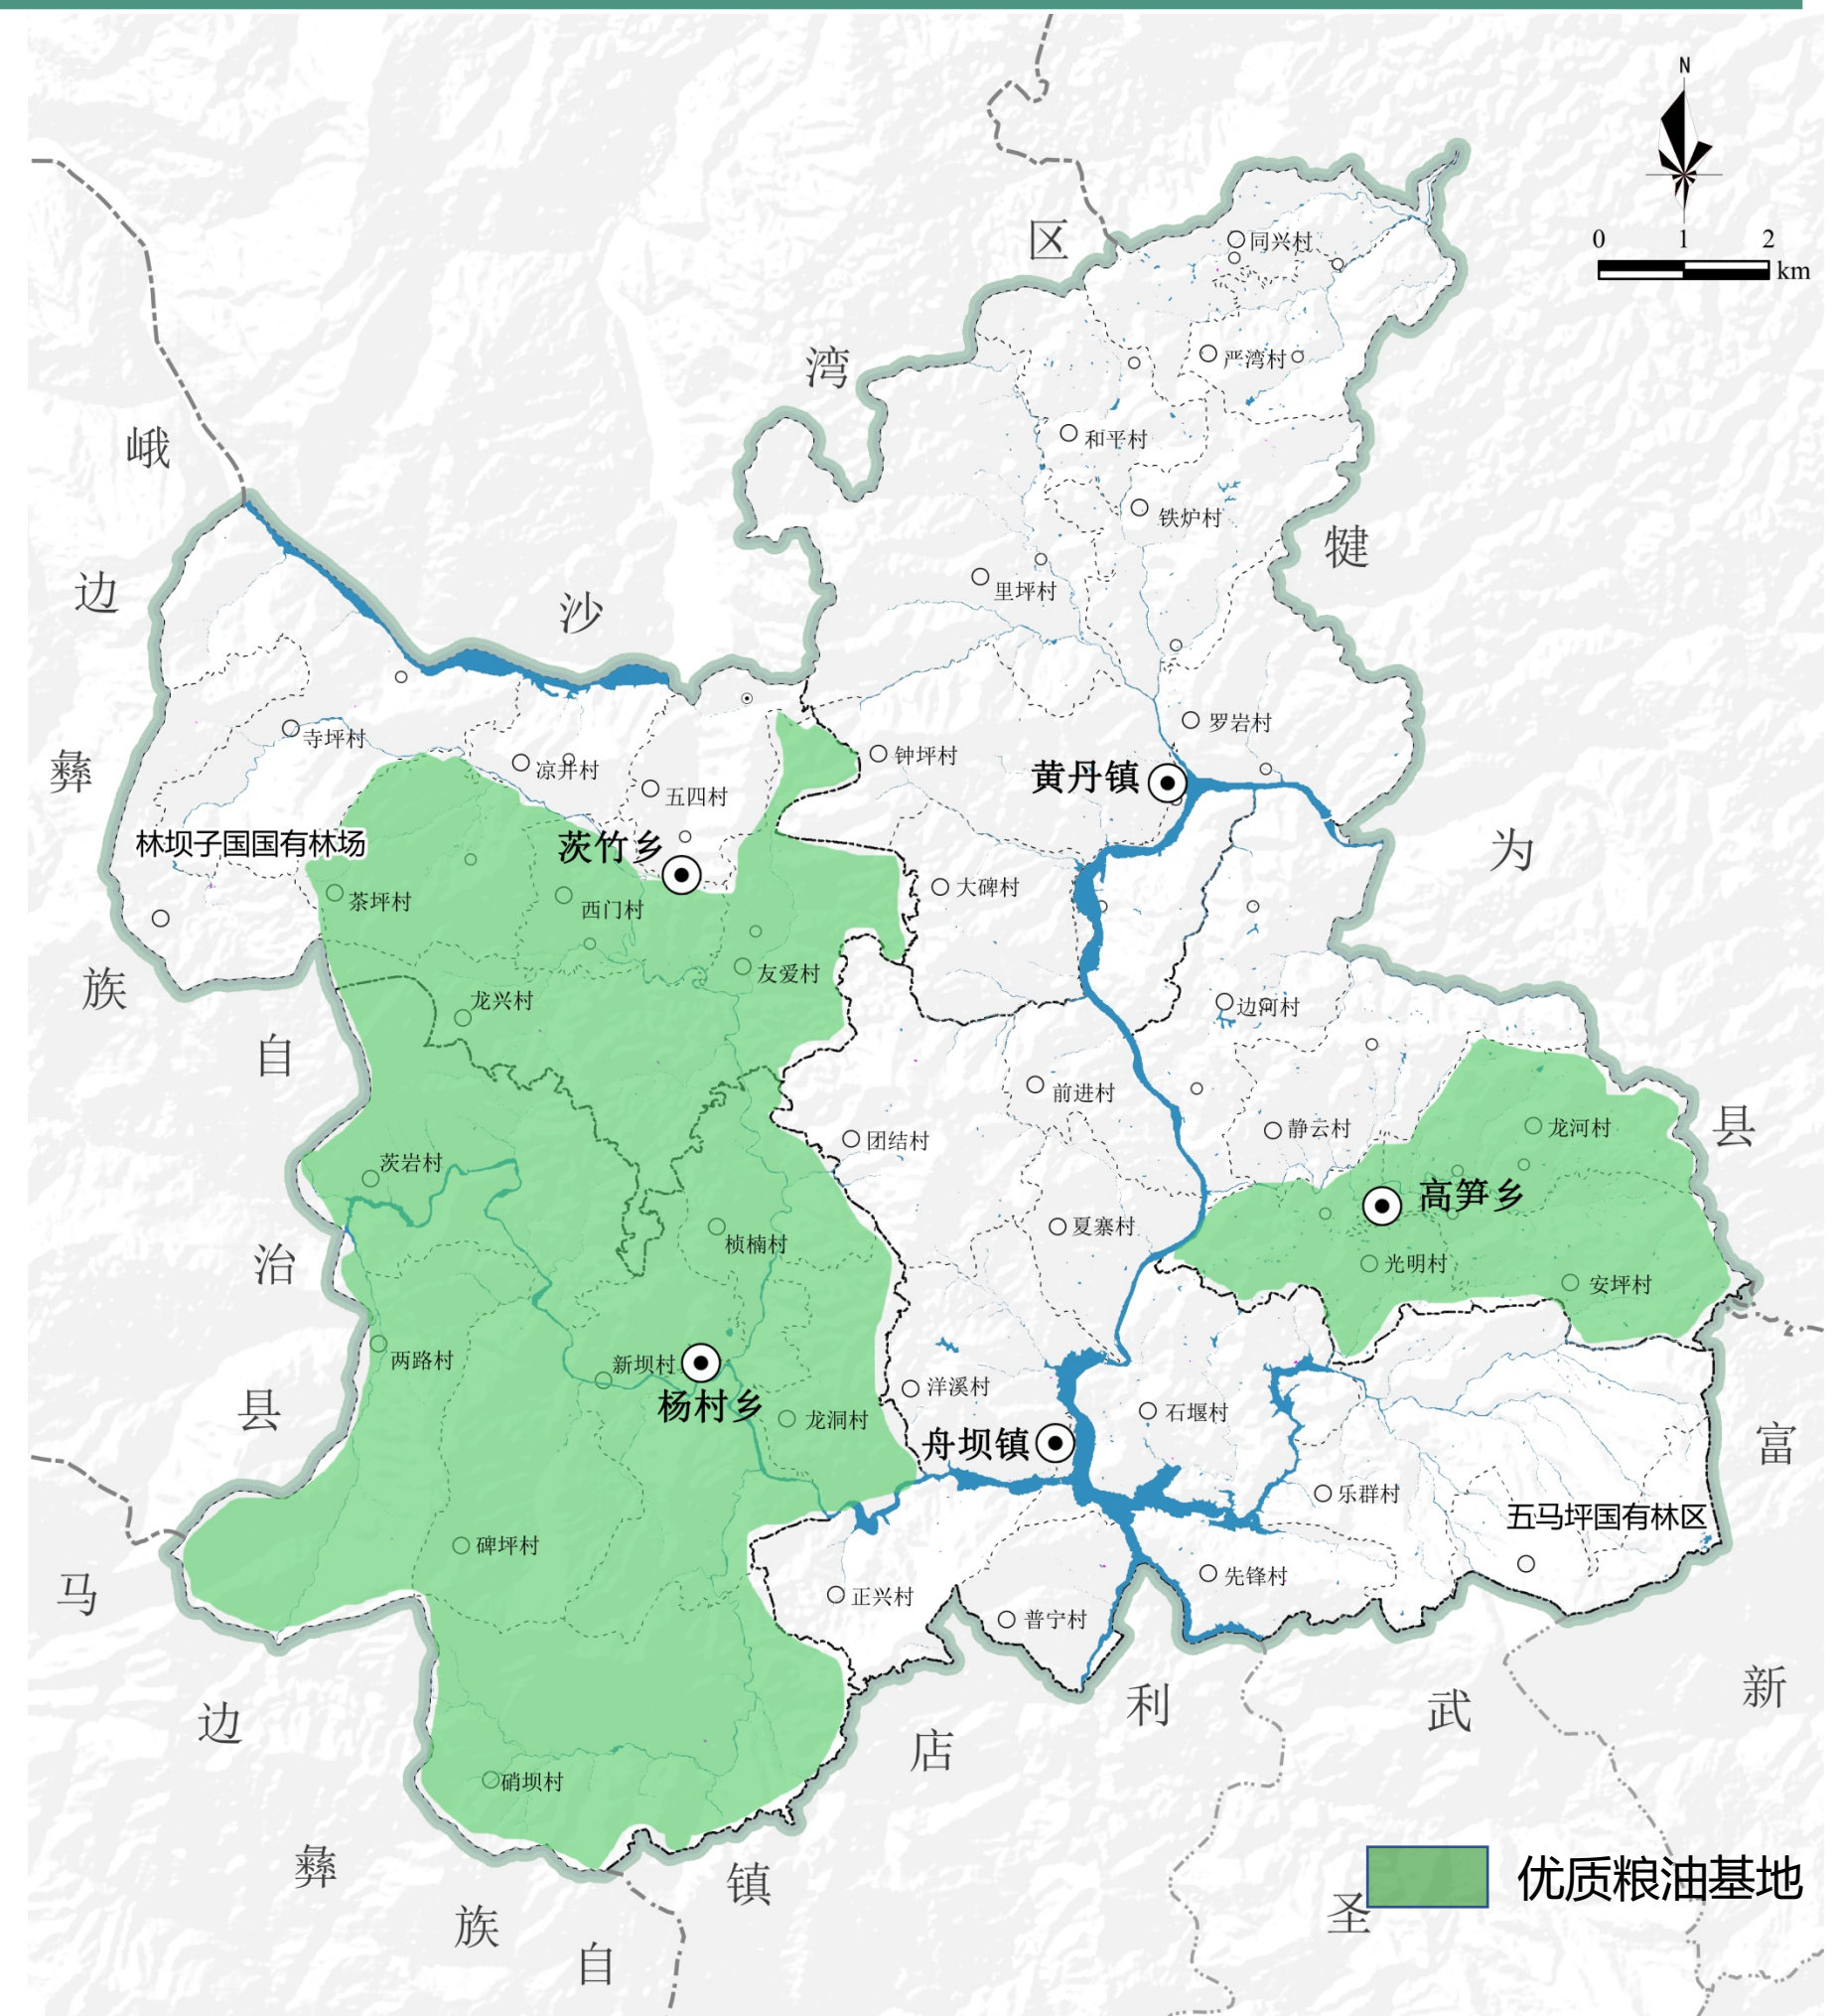 N
0 1 2
km
区
同兴村
湾
严湾村
峨
和平村
铁炉村
犍
边
沙
里坪村
彝
寺坪村
凉井村
五四村
钟坪村
罗岩村
黄丹镇
林坝子国国有林场
茨竹乡
为
茶坪村
西门村
大碑村
族
友爱村
龙兴村
边河村
自
前进村
静云村
龙河村
县
团结村
茨岩村
高笋乡
夏寨村
桢楠村
治
光明村
安坪村
两路村
新坝村
洋溪村
杨村乡
县
龙洞村
石堰村
舟坝镇
富
乐群村
五马坪国有林区
碑坪村
先锋村
马
正兴村
普宁村
新
边
利
武
店
硝坝村
彝
镇
优质粮油基地
圣
族
自